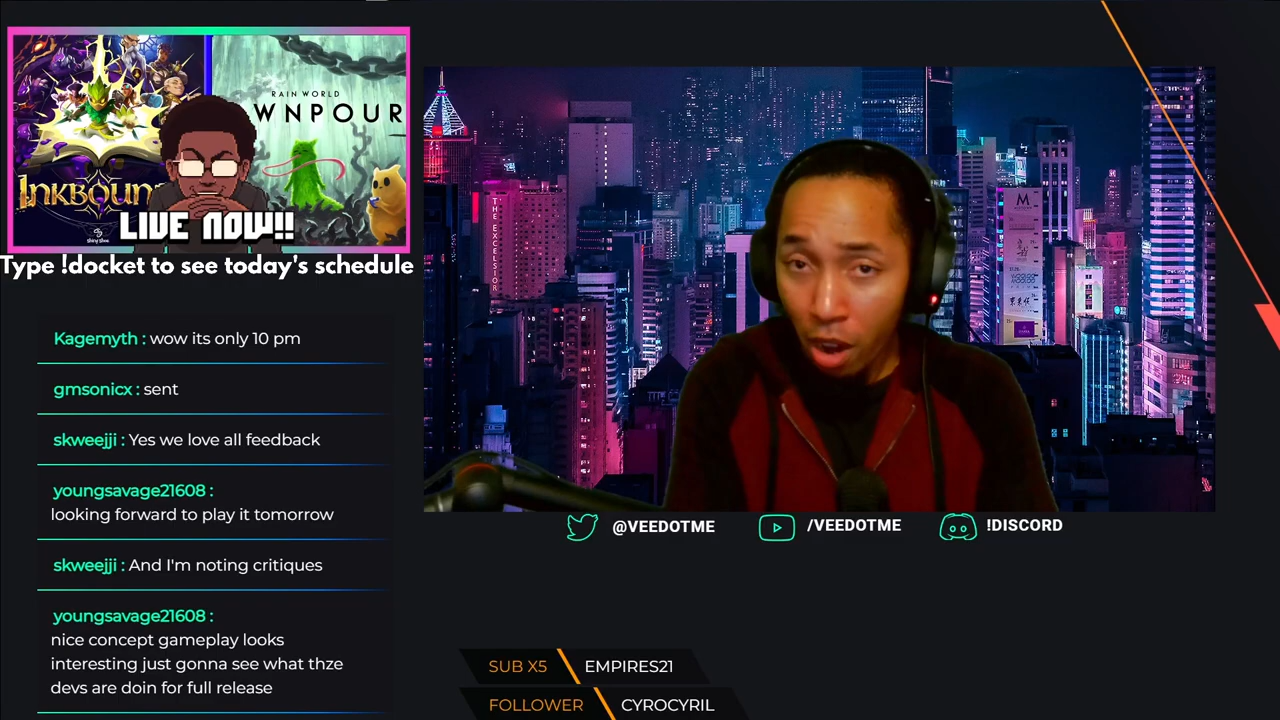 RAIN WORLD
WNPOUR
INKBOUN
LIVE NOW!!
Type !docket to see today's schedule
Kagemyth : wow its only 10 pm
gmsonicx : sent
skweejji : Yes we love all feedback
youngsavage21608 :
looking forward to play it tomorrow
skweejji : And I'm noting critiques
youngsavage21608 :
nice concept gameplay looks
interesting just gonna see what thze
devs are doin for full release
THE EXCELSIOR
M
@VEEDOTME
/VEEDOTME
!DISCORD
SUB X5
EMPIRES21
FOLLOWER
CYROCYRIL